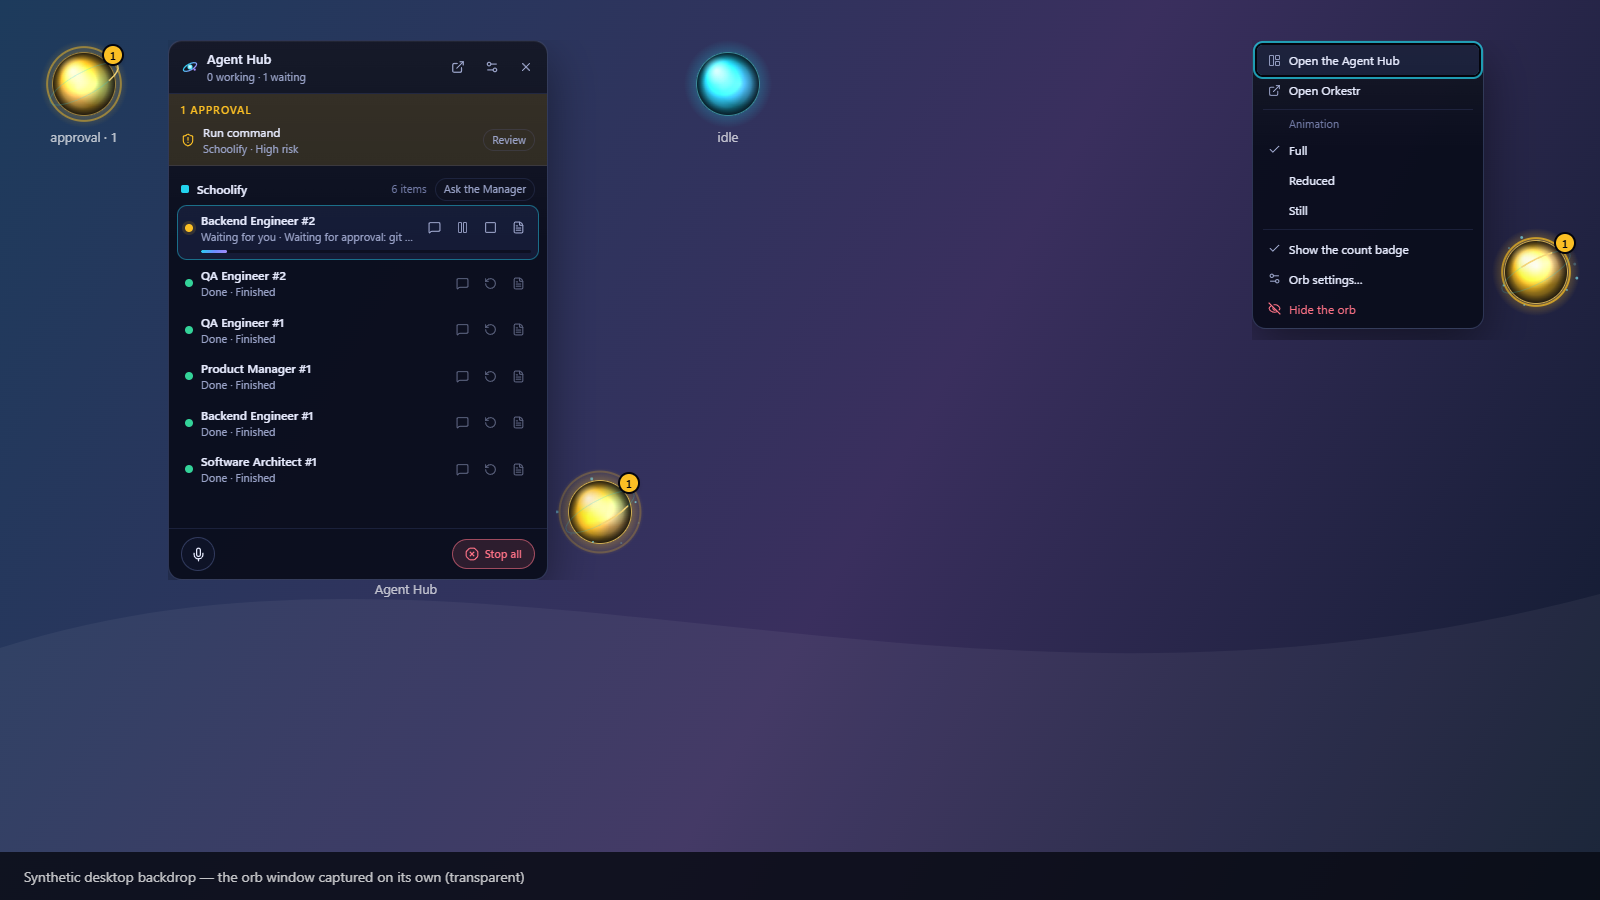 1
approval · 1
Agent Hub
0 working · 1 waiting
1 APPROVAL
Run command
Schoolify · High risk
Review
Schoolify
6 items
Ask the Manager
Backend Engineer #2
Waiting for you · Waiting for approval: git ...
QA Engineer #2
Done · Finished
QA Engineer #1
Done · Finished
Product Manager #1
Done · Finished
Backend Engineer #1
Done · Finished
Software Architect #1
Done · Finished
Stop all
1
Agent Hub
idle
Open the Agent Hub
Open Orkestr
Animation
Full
Reduced
Still
Show the count badge
Orb settings...
Hide the orb
1
Synthetic desktop backdrop — the orb window captured on its own (transparent)